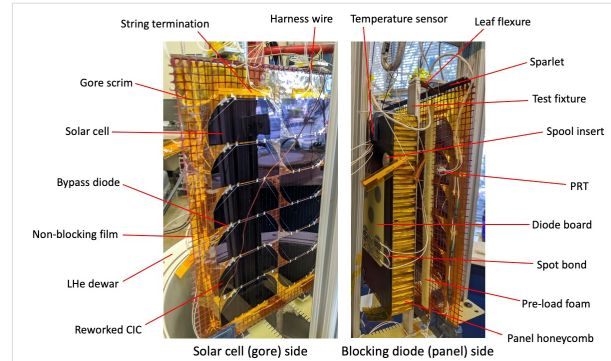 String termination
Harness wire
Temperature sensor
Leaf flexure
Gore scrim
Sparlet
Test fixture
Solar cell
Spool insert
Bypass diode
PRT
Non-blocking film
Diode board
LHe dewar
Spot bond
Pre-load foam
Reworked CIC
Panel honeycomb
Solar cell (gore) side
Blocking diode (panel) side